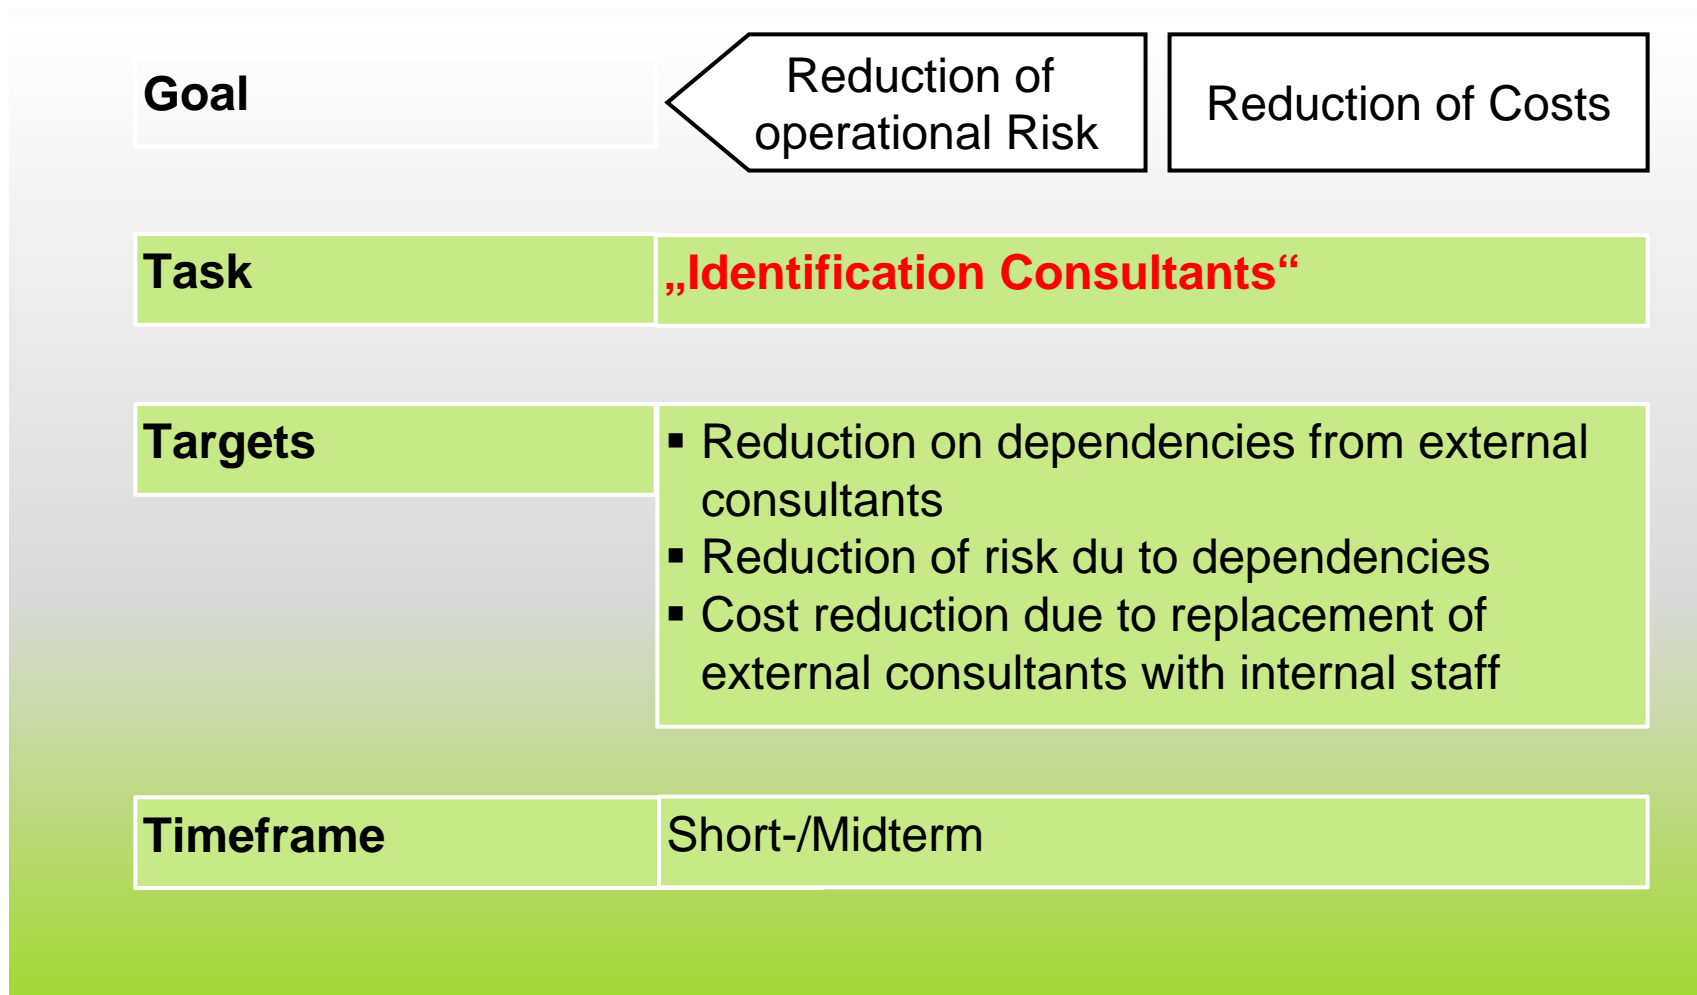 Goal
Reduction of
operational Risk
Reduction of Costs
Task
„Identification Consultants“
Targets
▪ Reduction on dependencies from external
consultants
▪ Reduction of risk du to dependencies
▪ Cost reduction due to replacement of
external consultants with internal staff
Timeframe
Short-/Midterm